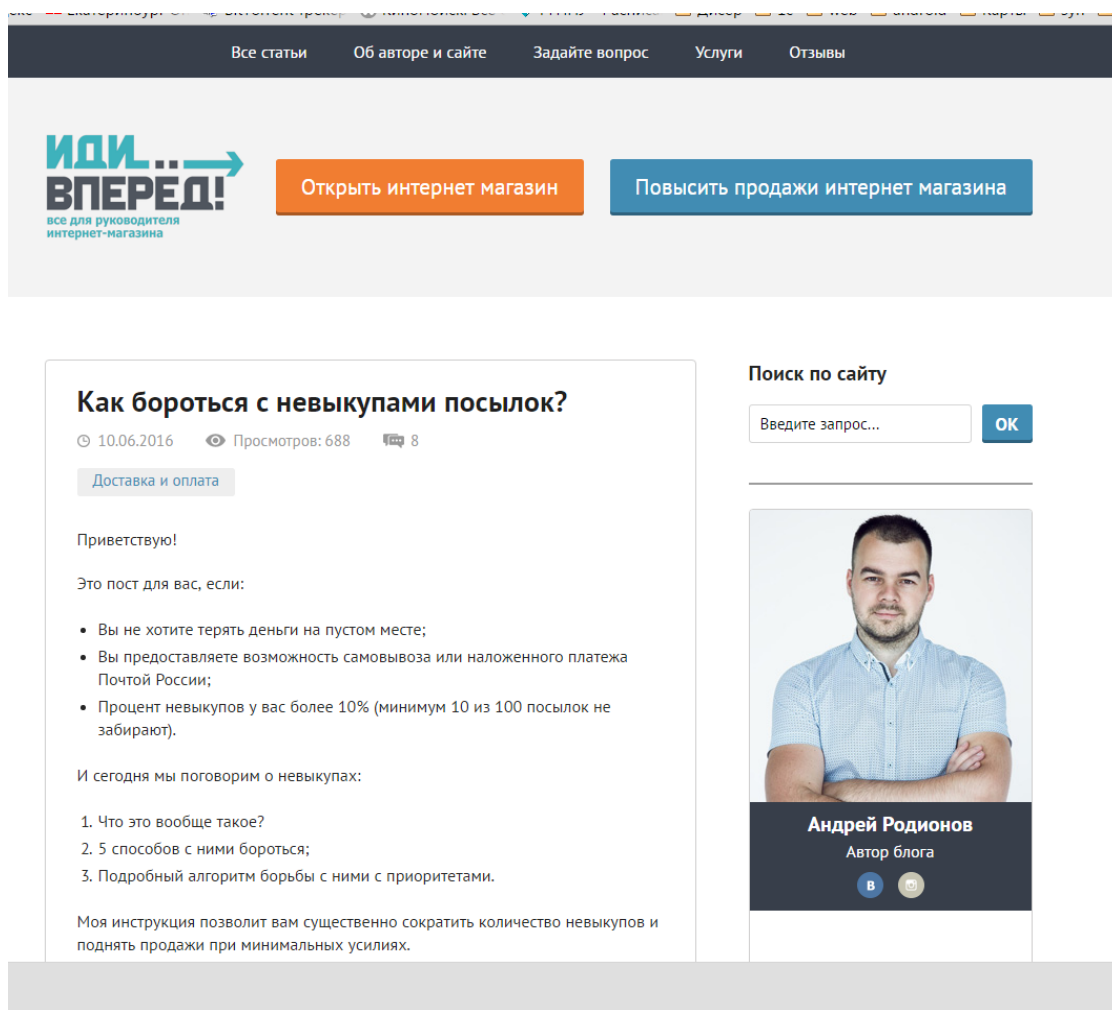 Все статьи Об авторе и сайте Задайте вопрос Услуги Отзывы
ИДИ...
ВПЕРЁД!
все для руководителя
интернет-магазина
Открыть интернет магазин
Повысить продажи интернет магазина
Как бороться с невыкупами посылок?
10.06.2016 Просмотров: 688 8
Доставка и оплата
Приветствую!
Это пост для вас, если:
• Вы не хотите терять деньги на пустом месте;
• Вы предоставляете возможность самовывоза или наложенного платежа
Почтой России;
• Процент невыкупов у вас более 10% (минимум 10 из 100 посылок не
забирают).
И сегодня мы поговорим о невыкупах:
1. Что это вообще такое?
2. 5 способов с ними бороться;
3. Подробный алгоритм борьбы с ними с приоритетами.
Моя инструкция позволит вам существенно сократить количество невыкупов и
поднять продажи при минимальных усилиях.
Поиск по сайту
Введите запрос...
ОК
Андрей Родионов
Автор блога
В